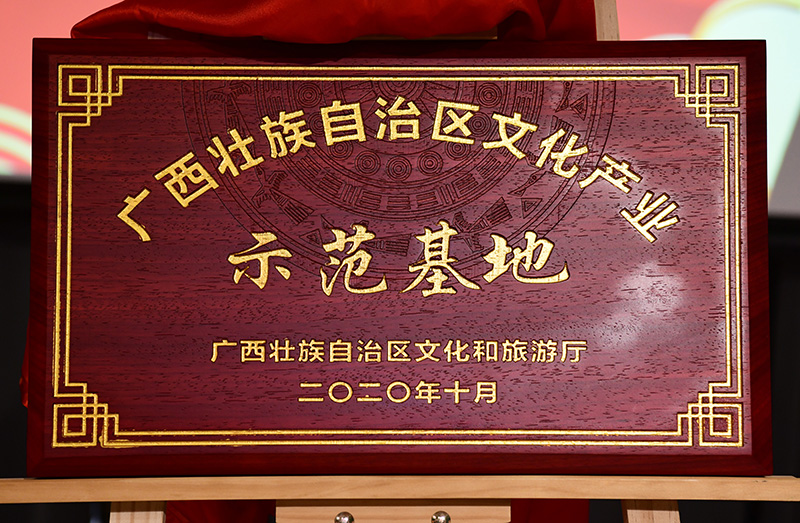 广西壮族自治区文化产业
示范基地
广西壮族自治区文化和旅游厅
二〇二〇年十月